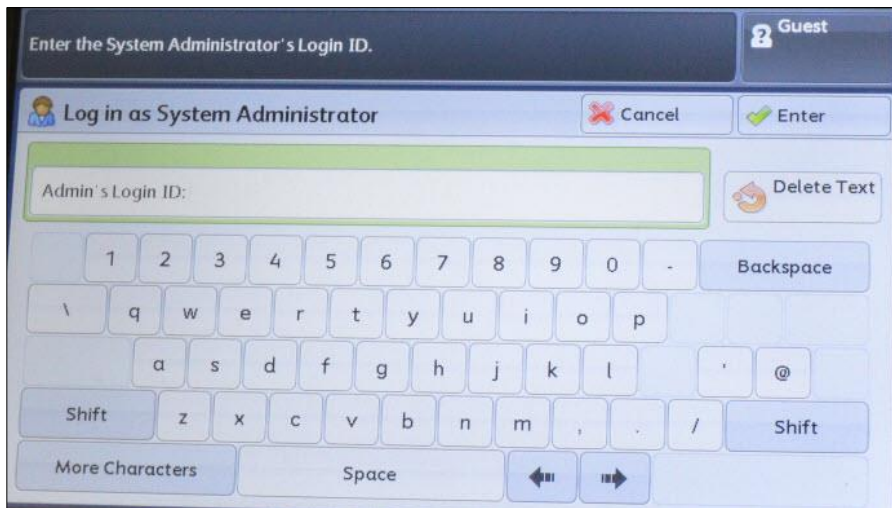 Enter the System Administrator's Login ID.
Guest
Log in as System Administrator
Cancel
Enter
Admin's Login ID:
Delete Text
1 2 3 4 5 6 7 8 9 0 - Backspace
\ q w e r t y u i o p
a s d f g h j k l ' @
Shift z x c v b n m , . / Shift
More Characters Space